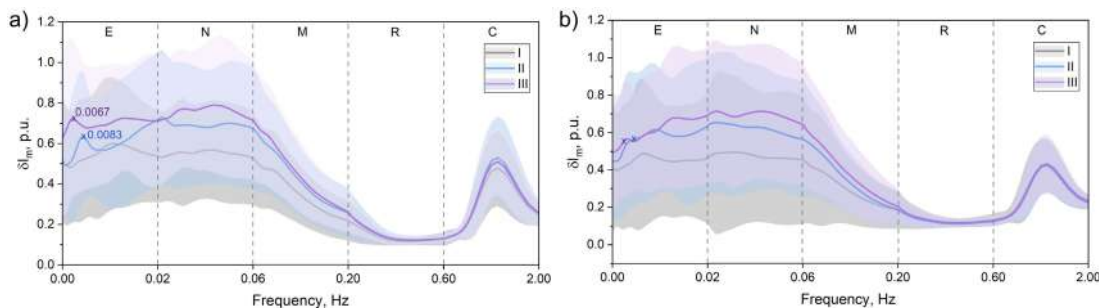 a)
1.2
1.0
0.8
0.6
0.4
0.2
0.0
δIₘ, p.u.
E N M R C
I
II
III
0.0067
0.0083
0.00 0.02 0.06 0.20 0.60 2.00
Frequency, Hz
b)
1.2
1.0
0.8
0.6
0.4
0.2
0.0
δIₘ, p.u.
E N M R C
I
II
III
0.00 0.02 0.06 0.20 0.60 2.00
Frequency, Hz